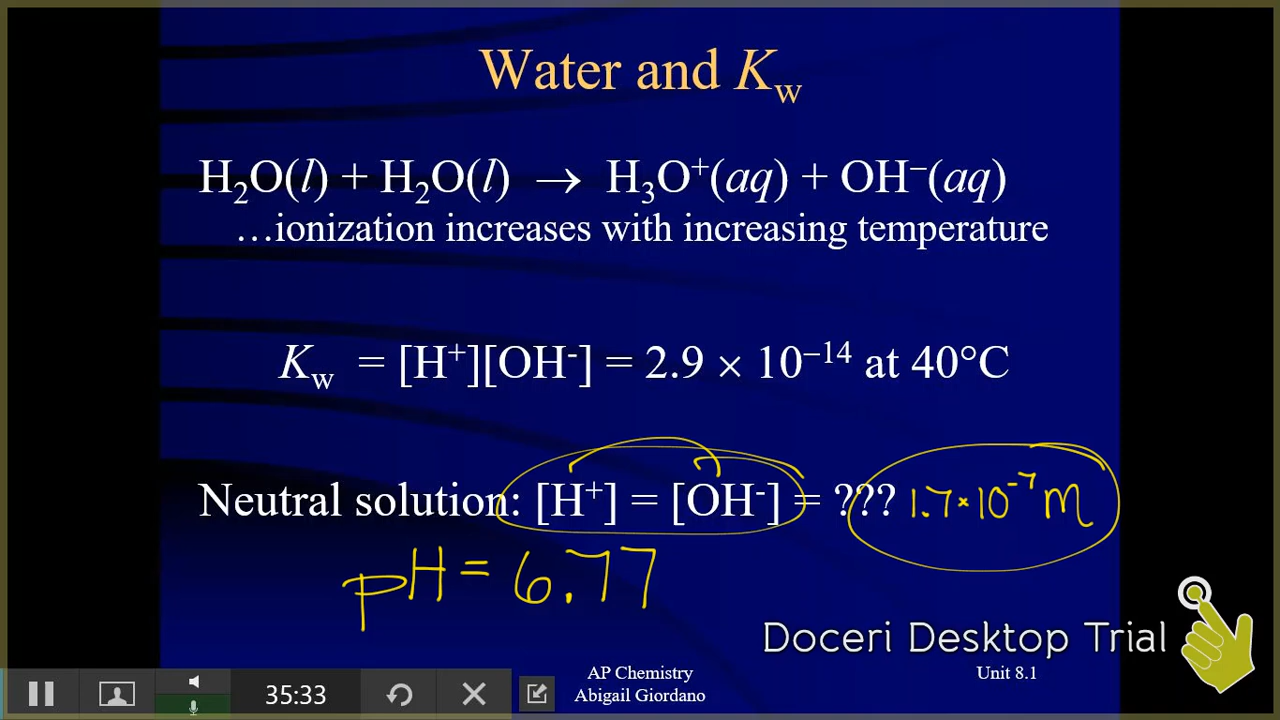 Water and Kw
H2O(l) + H2O(l) → H3O+(aq) + OH–(aq)
…ionization increases with increasing temperature
Kw = [H+][OH-] = 2.9 × 10–14 at 40°C
Neutral solution: [H+] = [OH-] = ??? 1.7×10-7 M
pH = 6.77
Doceri Desktop Trial
AP Chemistry
Abigail Giordano
Unit 8.1
35:33